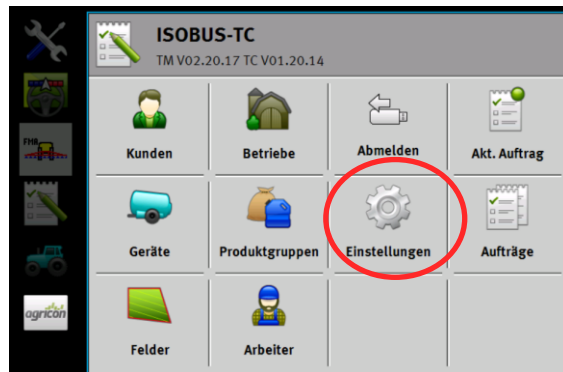 ISOBUS-TC
TM V02.20.17 TC V01.20.14
FMR
Kunden
Betriebe
Abmelden
Akt. Auftrag
Geräte
Produktgruppen
Einstellungen
Aufträge
agricon
Felder
Arbeiter